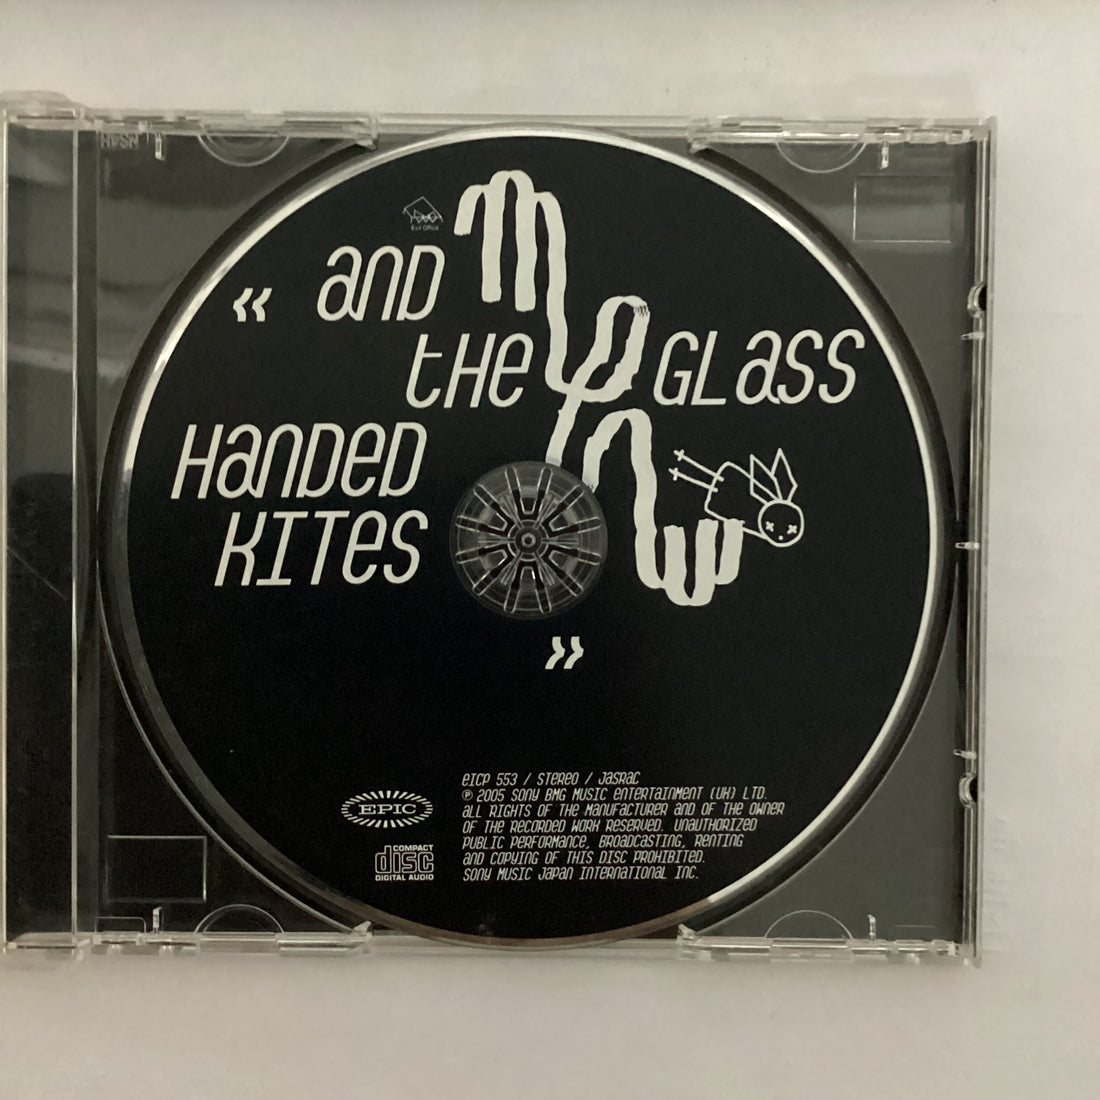 Evil Office
« and
the GLass
Handed
KITes
mew
»
EPIC
COMPACT
disc
DIGITAL AUDIO
eICP 553 / STereo / Jasrac
℗ 2005 Sony BMG Music Entertainment (UK) LTD.
all rights of the manufacturer and of the owner
of the recorded work reserved. Unauthorized
public performance, broadcasting, renting
and copying of this disc prohibited.
Sony Music Japan International Inc.